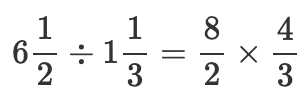 6 1/2 ÷ 1 1/3 = 8/2 × 4/3